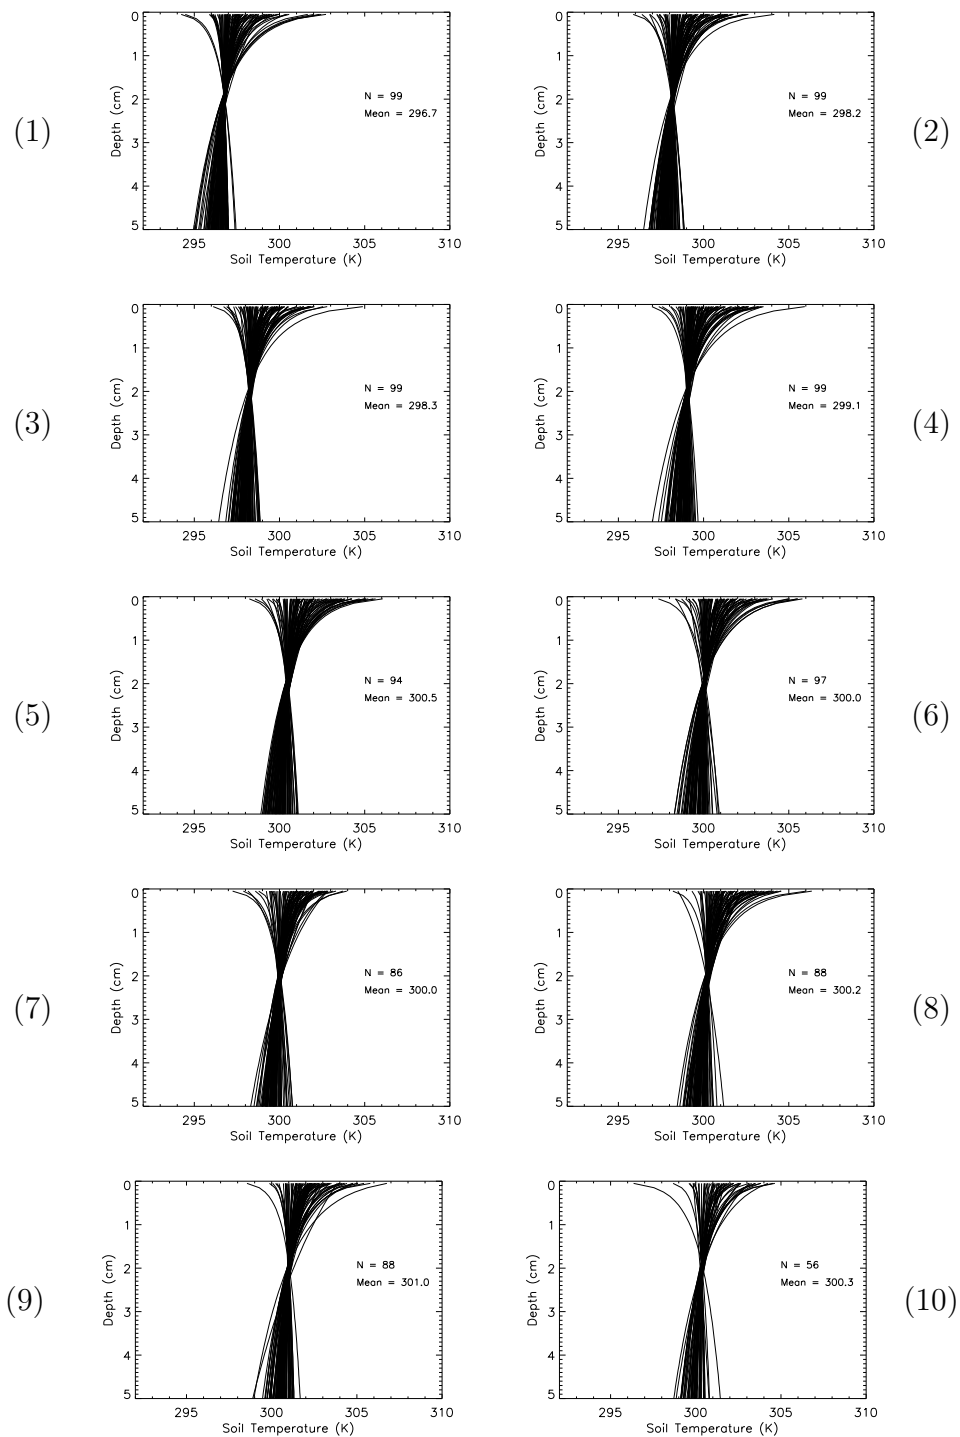 0
1
2
3
4
5
Depth (cm)
N = 99
Mean = 296.7
295 300 305 310
Soil Temperature (K)
(1)
0
1
2
3
4
5
Depth (cm)
N = 99
Mean = 298.2
295 300 305 310
Soil Temperature (K)
(2)
0
1
2
3
4
5
Depth (cm)
N = 99
Mean = 298.3
295 300 305 310
Soil Temperature (K)
(3)
0
1
2
3
4
5
Depth (cm)
N = 99
Mean = 299.1
295 300 305 310
Soil Temperature (K)
(4)
0
1
2
3
4
5
Depth (cm)
N = 94
Mean = 300.5
295 300 305 310
Soil Temperature (K)
(5)
0
1
2
3
4
5
Depth (cm)
N = 97
Mean = 300.0
295 300 305 310
Soil Temperature (K)
(6)
0
1
2
3
4
5
Depth (cm)
N = 86
Mean = 300.0
295 300 305 310
Soil Temperature (K)
(7)
0
1
2
3
4
5
Depth (cm)
N = 88
Mean = 300.2
295 300 305 310
Soil Temperature (K)
(8)
0
1
2
3
4
5
Depth (cm)
N = 88
Mean = 301.0
295 300 305 310
Soil Temperature (K)
(9)
0
1
2
3
4
5
Depth (cm)
N = 56
Mean = 300.3
295 300 305 310
Soil Temperature (K)
(10)